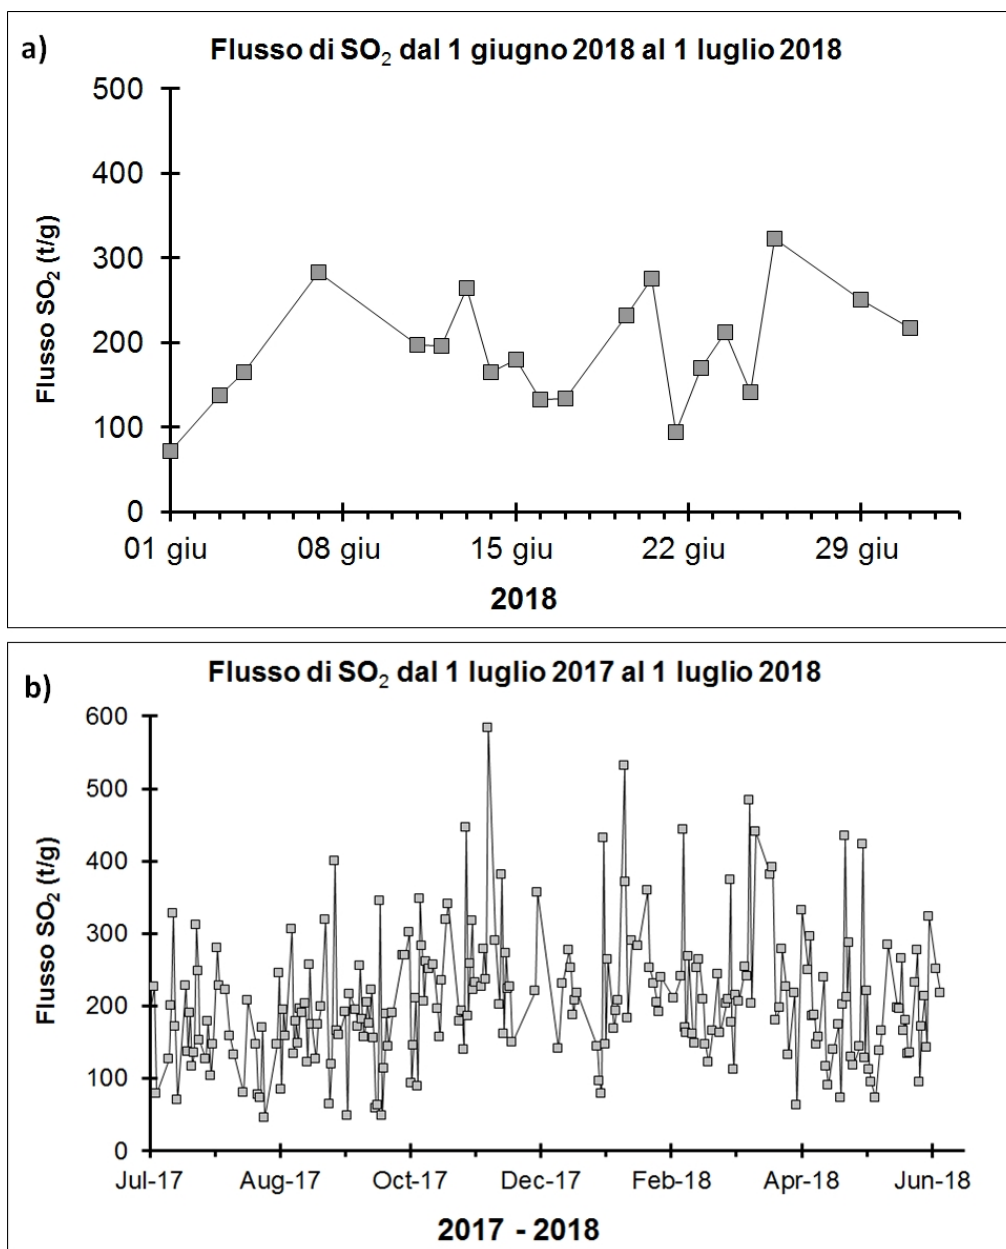 a)
Flusso di SO2 dal 1 giugno 2018 al 1 luglio 2018
500
400
300
200
100
0
Flusso SO2 (t/g)
01 giu 08 giu 15 giu 22 giu 29 giu
2018
b)
Flusso di SO2 dal 1 luglio 2017 al 1 luglio 2018
600
500
400
300
200
100
0
Flusso SO2 (t/g)
Jul-17 Aug-17 Oct-17 Dec-17 Feb-18 Apr-18 Jun-18
2017 - 2018